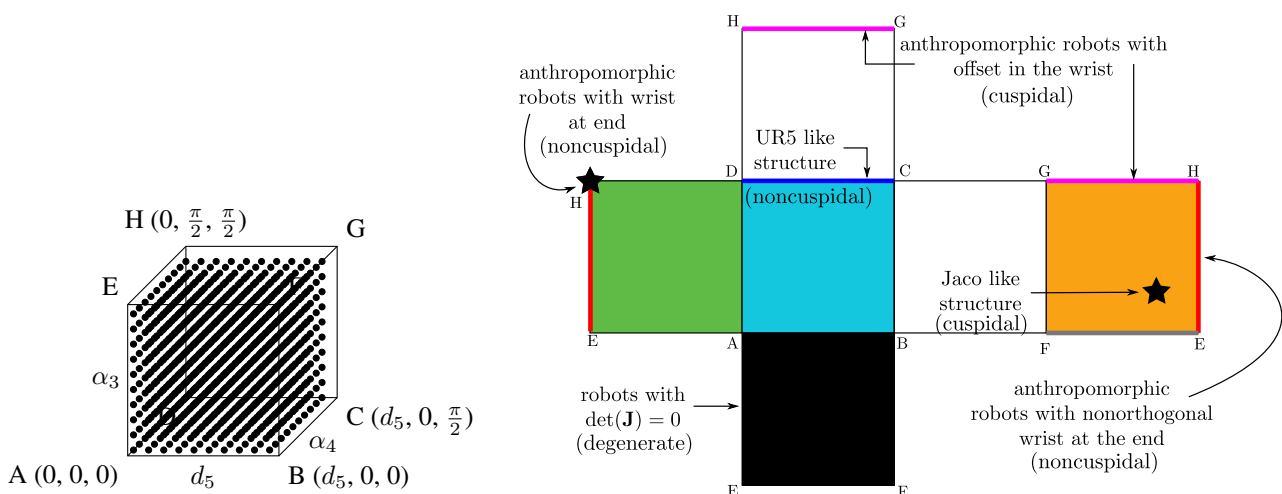 H (0, π/2, π/2)
G
E
α₃
C (d₅, 0, π/2)
α₄
A (0, 0, 0)
d₅
B (d₅, 0, 0)
H
G
anthropomorphic robots with
offset in the wrist
(cuspidal)
anthropomorphic
robots with wrist
at end
(noncuspidal)
UR5 like
structure
D
C
G
H
H
(noncuspidal)
Jaco like
structure
(cuspidal)
E
A
B
F
E
robots with
det(J) = 0
(degenerate)
anthropomorphic
robots with nonorthogonal
wrist at the end
(noncuspidal)
E
F